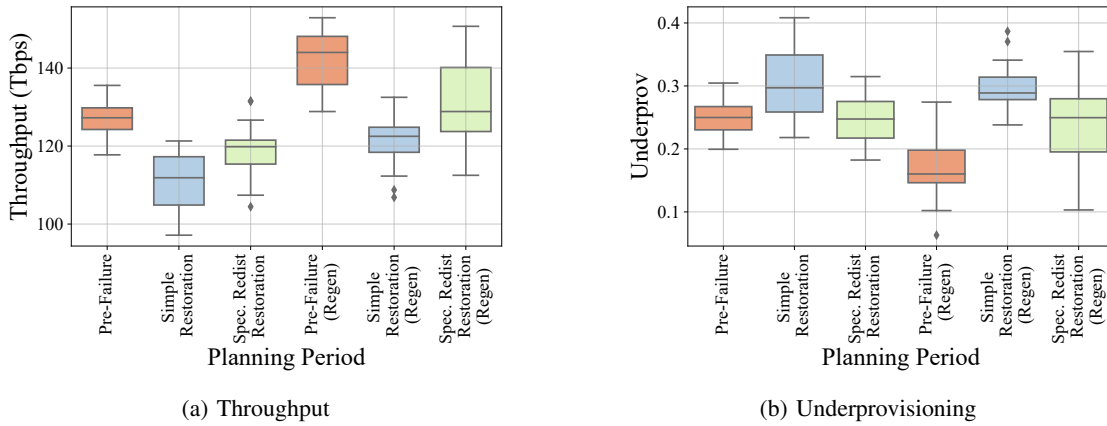 Throughput (Tbps)
140
120
100
Pre-Failure
Simple
Restoration
Spec. Redist
Restoration
Pre-Failure
(Regen)
Simple
Restoration
(Regen)
Spec. Redist
Restoration
(Regen)
Planning Period
(a) Throughput
Underprov
0.4
0.3
0.2
0.1
Pre-Failure
Simple
Restoration
Spec. Redist
Restoration
Pre-Failure
(Regen)
Simple
Restoration
(Regen)
Spec. Redist
Restoration
(Regen)
Planning Period
(b) Underprovisioning